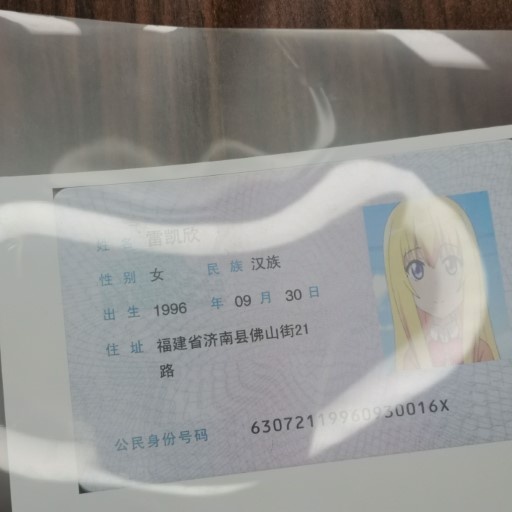 姓名 雷凯欣
性别 女 民族 汉族
出生 1996 年 09 月 30 日
住址 福建省济南县佛山街21
路
公民身份号码 63072119960930016X